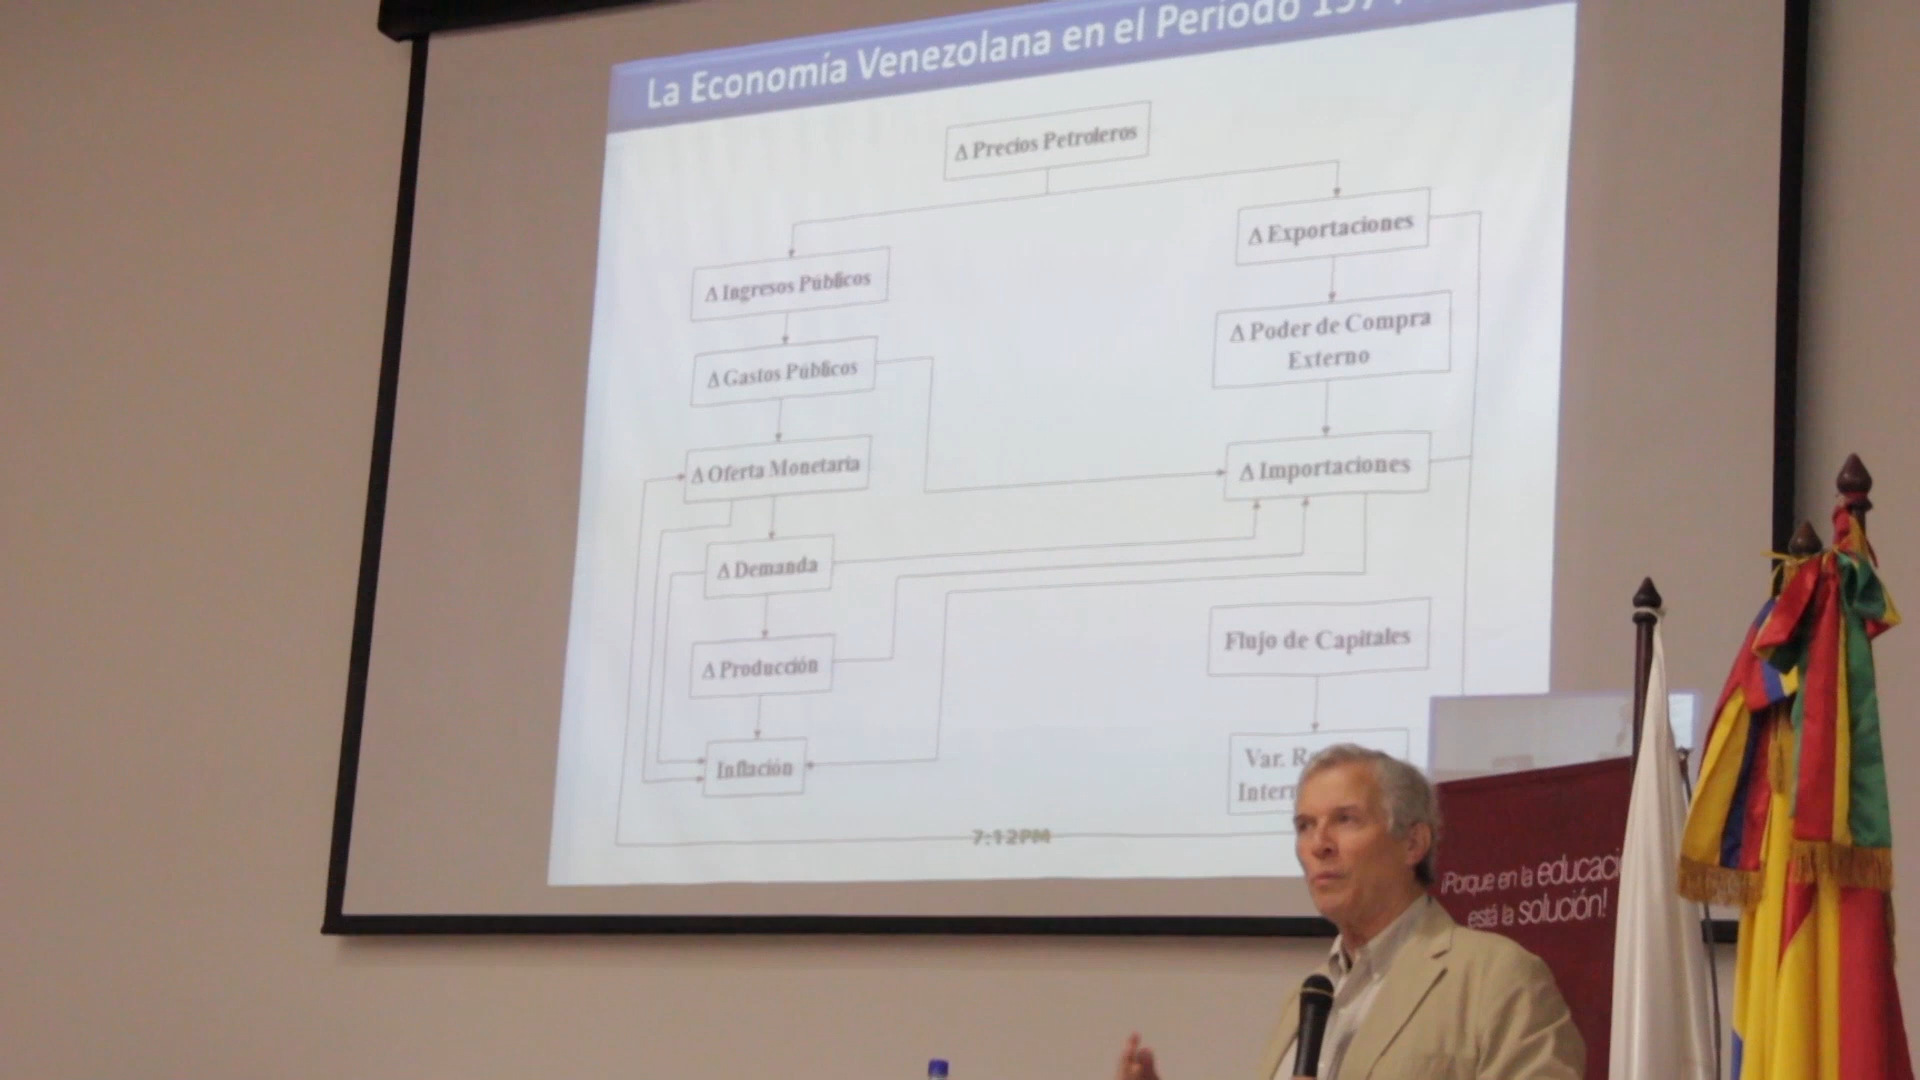 La Economía Venezolana en el Periodo
Δ Precios Petroleros
Δ Exportaciones
Δ Ingresos Públicos
Δ Poder de Compra
Externo
Δ Gastos Públicos
Δ Importaciones
Δ Oferta Monetaria
Δ Demanda
Flujo de Capitales
Δ Producción
Var.
Inflación
7:12PM
¡Porque en la
está la solución!